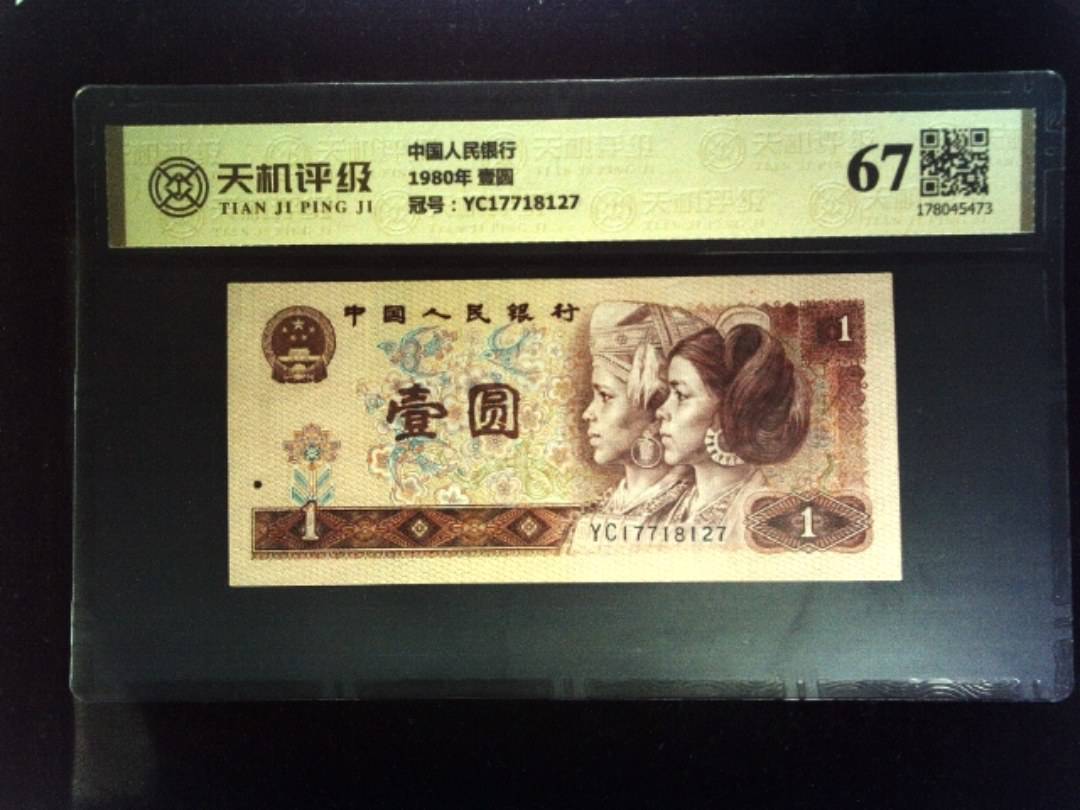 天机评级
TIAN JI PING JI
中国人民银行
1980年 壹圆
冠号：YC17718127
67
178045473
中国人民银行
1
壹圆
1
YC17718127
1